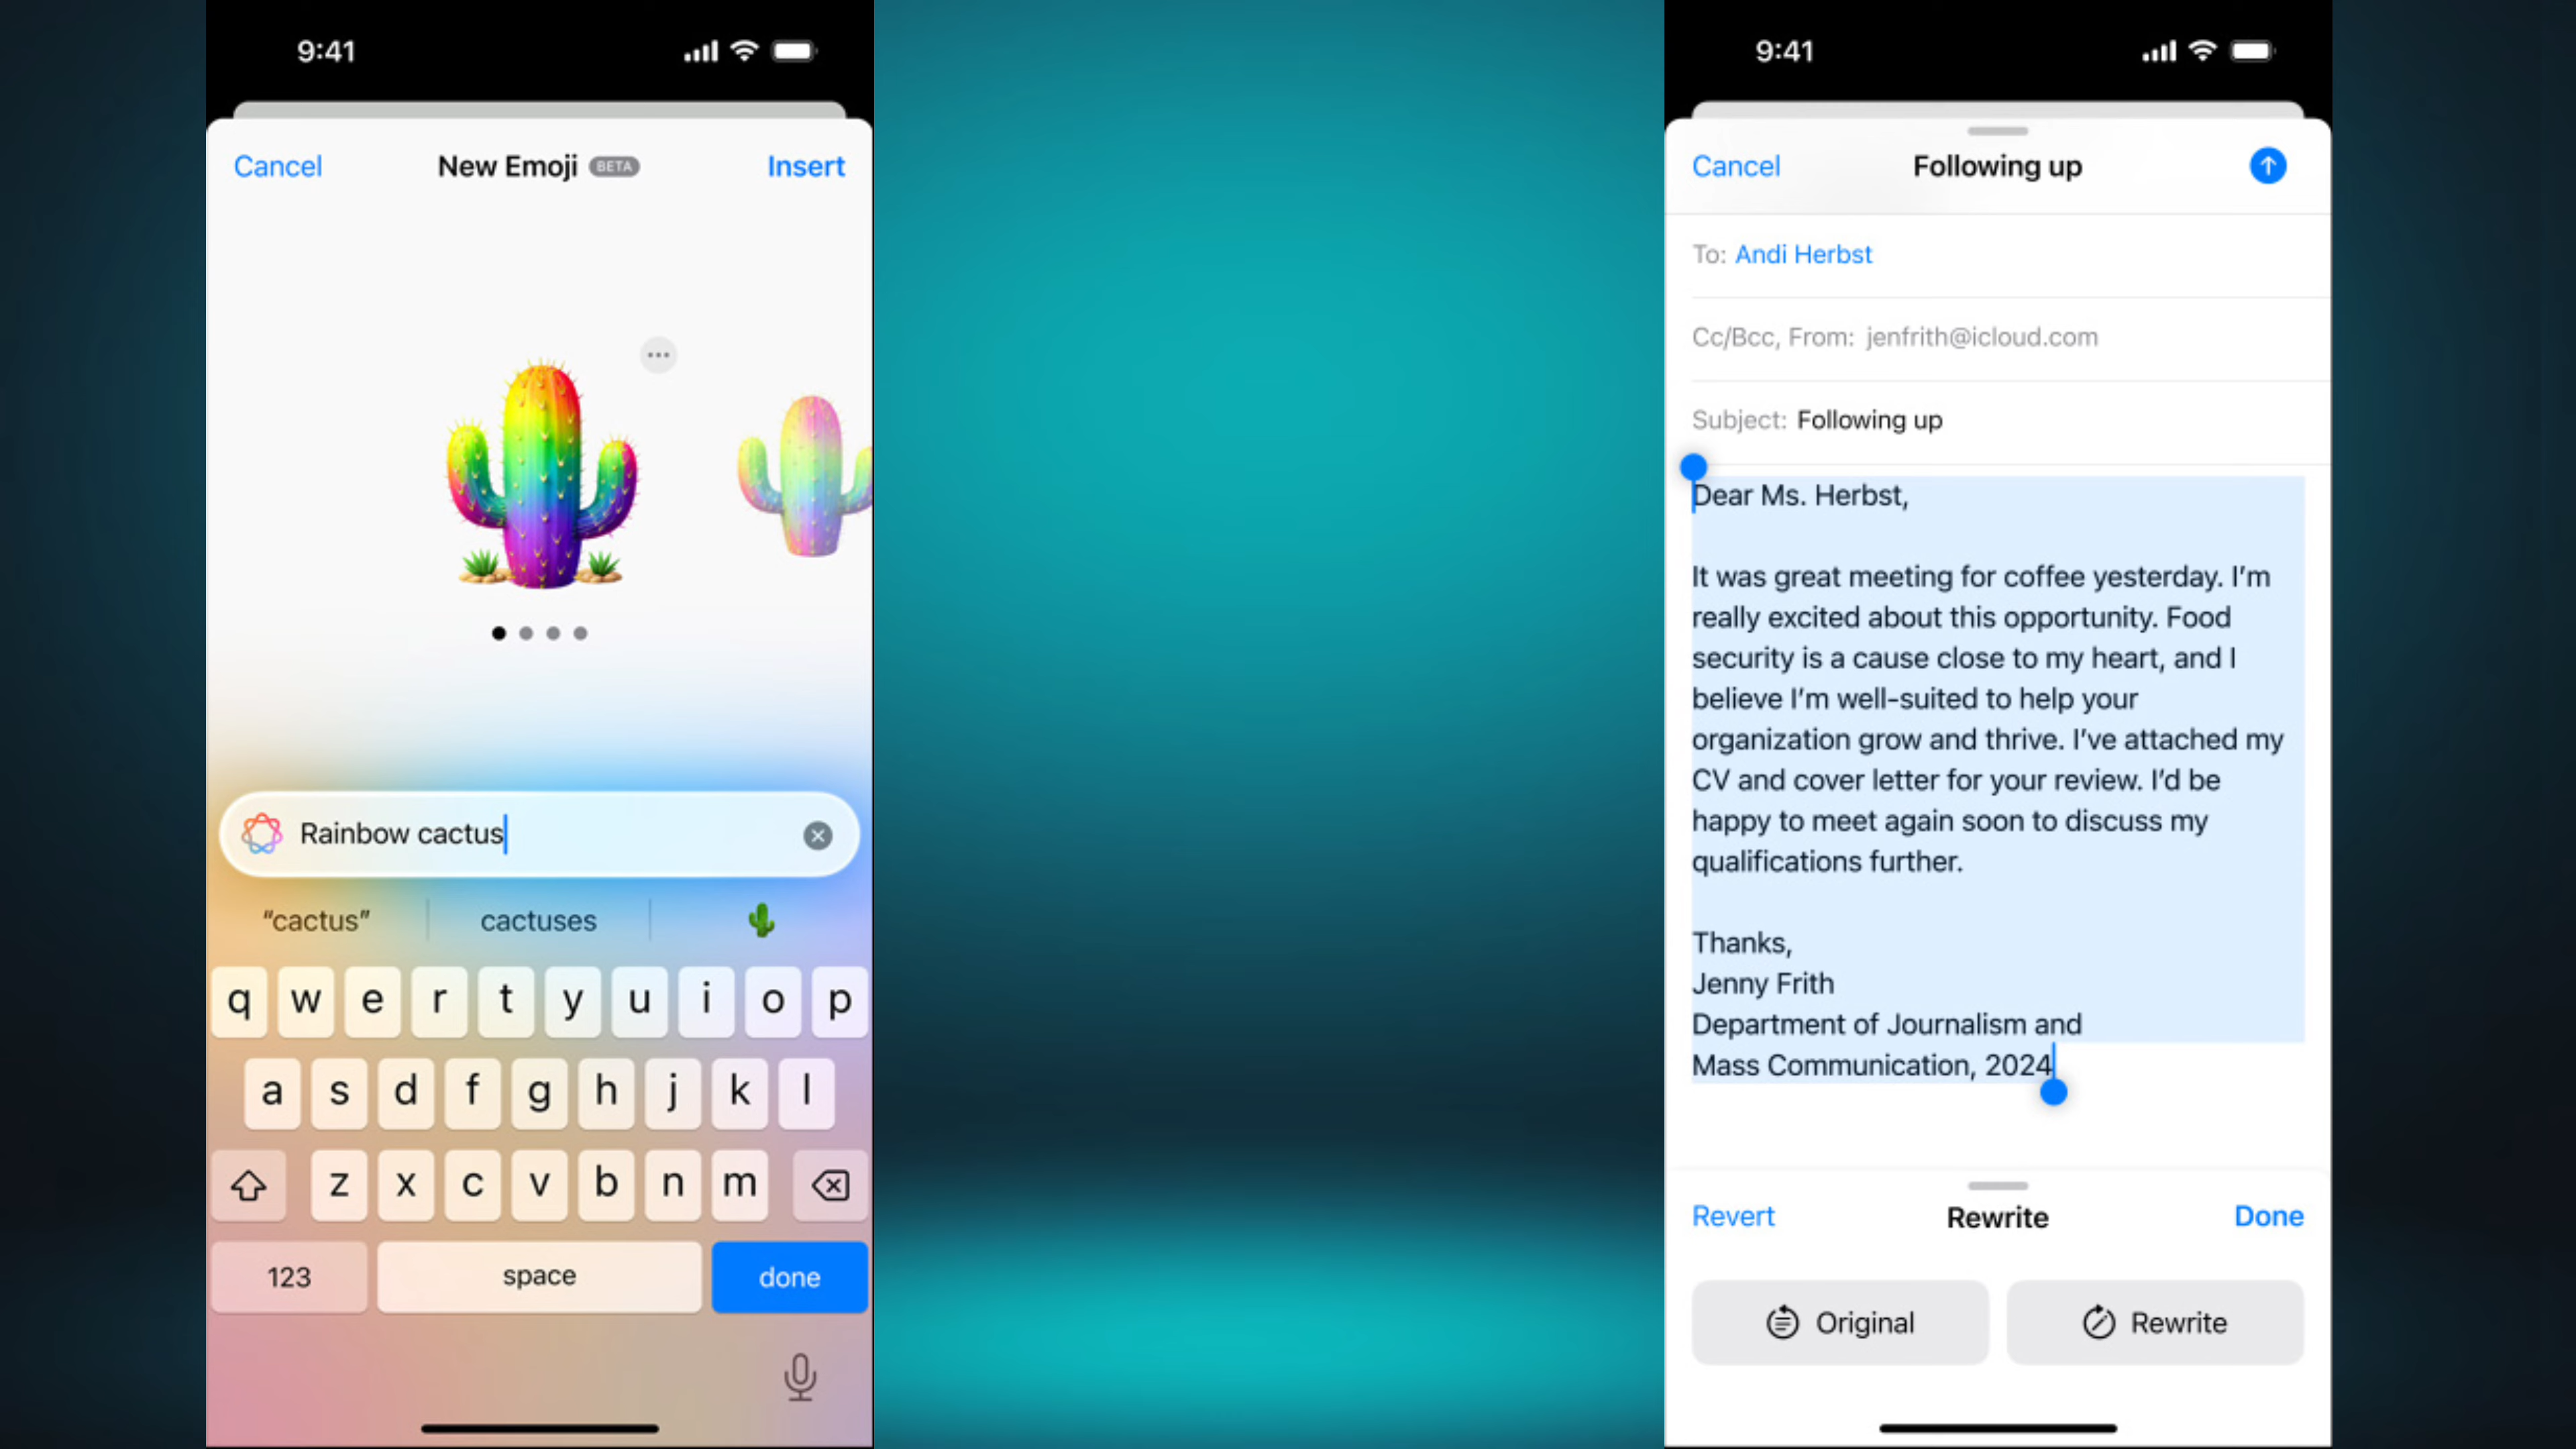 9:41
Cancel
New Emoji BETA
Insert
Rainbow cactus
“cactus”
cactuses
q w e r t y u i o p
a s d f g h j k l
z x c v b n m
123
space
done
9:41
Cancel
Following up
To: Andi Herbst
Cc/Bcc, From: jenfrith@icloud.com
Subject: Following up
Dear Ms. Herbst,
It was great meeting for coffee yesterday. I’m
really excited about this opportunity. Food
security is a cause close to my heart, and I
believe I’m well-suited to help your
organization grow and thrive. I’ve attached my
CV and cover letter for your review. I’d be
happy to meet again soon to discuss my
qualifications further.
Thanks,
Jenny Frith
Department of Journalism and
Mass Communication, 2024
Revert
Rewrite
Done
Original
Rewrite